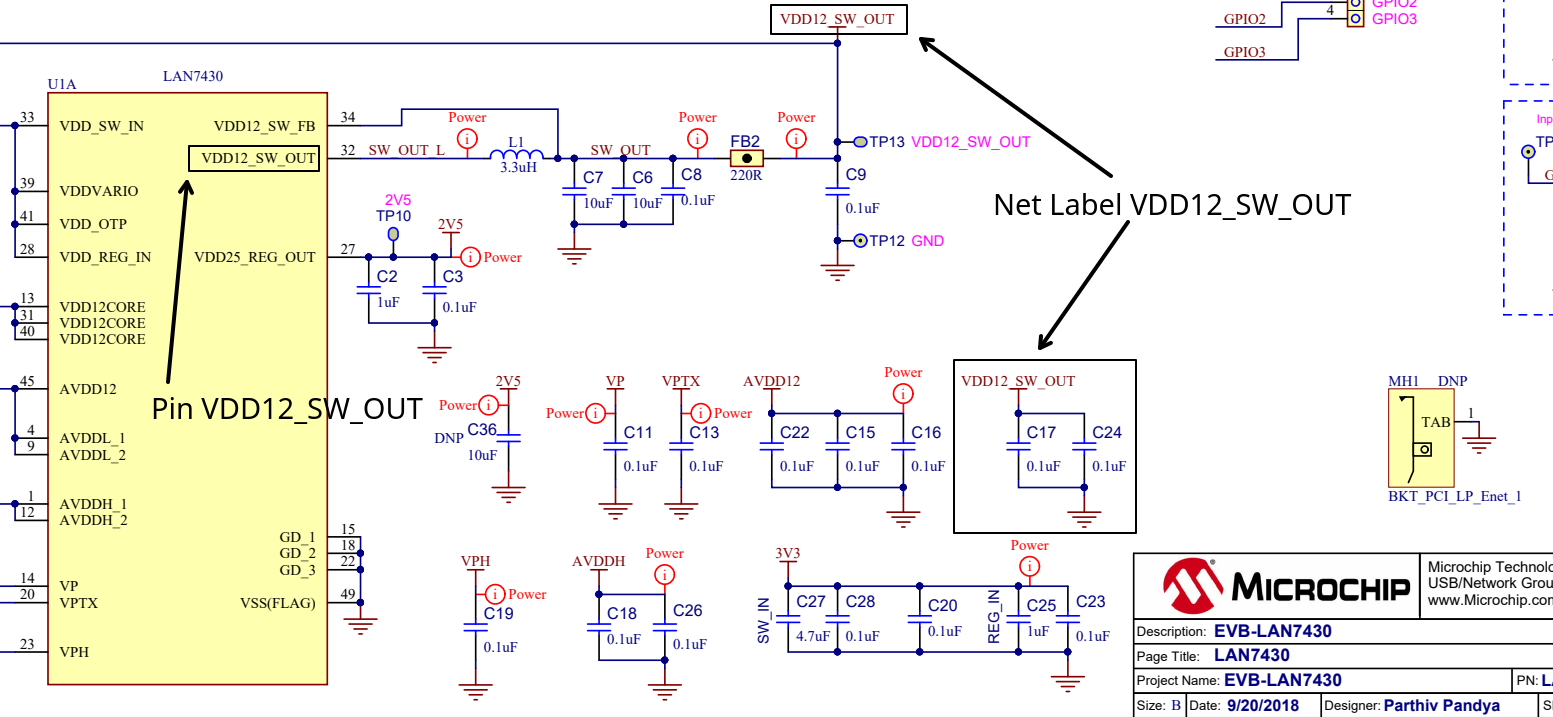 VDD12_SW_OUT
GPIO2
GPIO3
4
GPIO2
GPIO3
U1A
LAN7430
33
VDD_SW_IN
VDD12_SW_FB
34
VDD12_SW_OUT
32
SW_OUT_L
Power
i
L1
3.3uH
SW_OUT
Power
i
FB2
220R
Power
i
TP13 VDD12_SW_OUT
C7
10uF
C6
10uF
C8
0.1uF
C9
0.1uF
TP12 GND
Net Label VDD12_SW_OUT
Inp
TP
G
39
VDDVARIO
41
VDD_OTP
28
VDD_REG_IN
VDD25_REG_OUT
27
2V5
TP10
2V5
i
Power
C2
1uF
C3
0.1uF
13
VDD12CORE
31
VDD12CORE
40
VDD12CORE
45
AVDD12
Pin VDD12_SW_OUT
4
AVDDL_1
9
AVDDL_2
1
AVDDH_1
12
AVDDH_2
GD_1
15
GD_2
18
GD_3
22
14
VP
20
VPTX
VSS(FLAG)
49
23
VPH
2V5
Power
i
DNP
C36
10uF
VP
Power
i
C11
0.1uF
VPTX
i
Power
C13
0.1uF
AVDD12
Power
i
C22
0.1uF
C15
0.1uF
C16
0.1uF
VDD12_SW_OUT
C17
0.1uF
C24
0.1uF
MH1
DNP
TAB
1
BKT_PCI_LP_Enet_1
VPH
i
Power
C19
0.1uF
AVDDH
Power
i
C18
0.1uF
C26
0.1uF
3V3
Power
i
SW_IN
C27
4.7uF
C28
0.1uF
C20
0.1uF
REG_IN
C25
1uF
C23
0.1uF
MICROCHIP
Microchip Technolo
USB/Network Grou
www.Microchip.com
Description: EVB-LAN7430
Page Title: LAN7430
Project Name: EVB-LAN7430
PN: L
Size: B Date: 9/20/2018 Designer: Parthiv Pandya